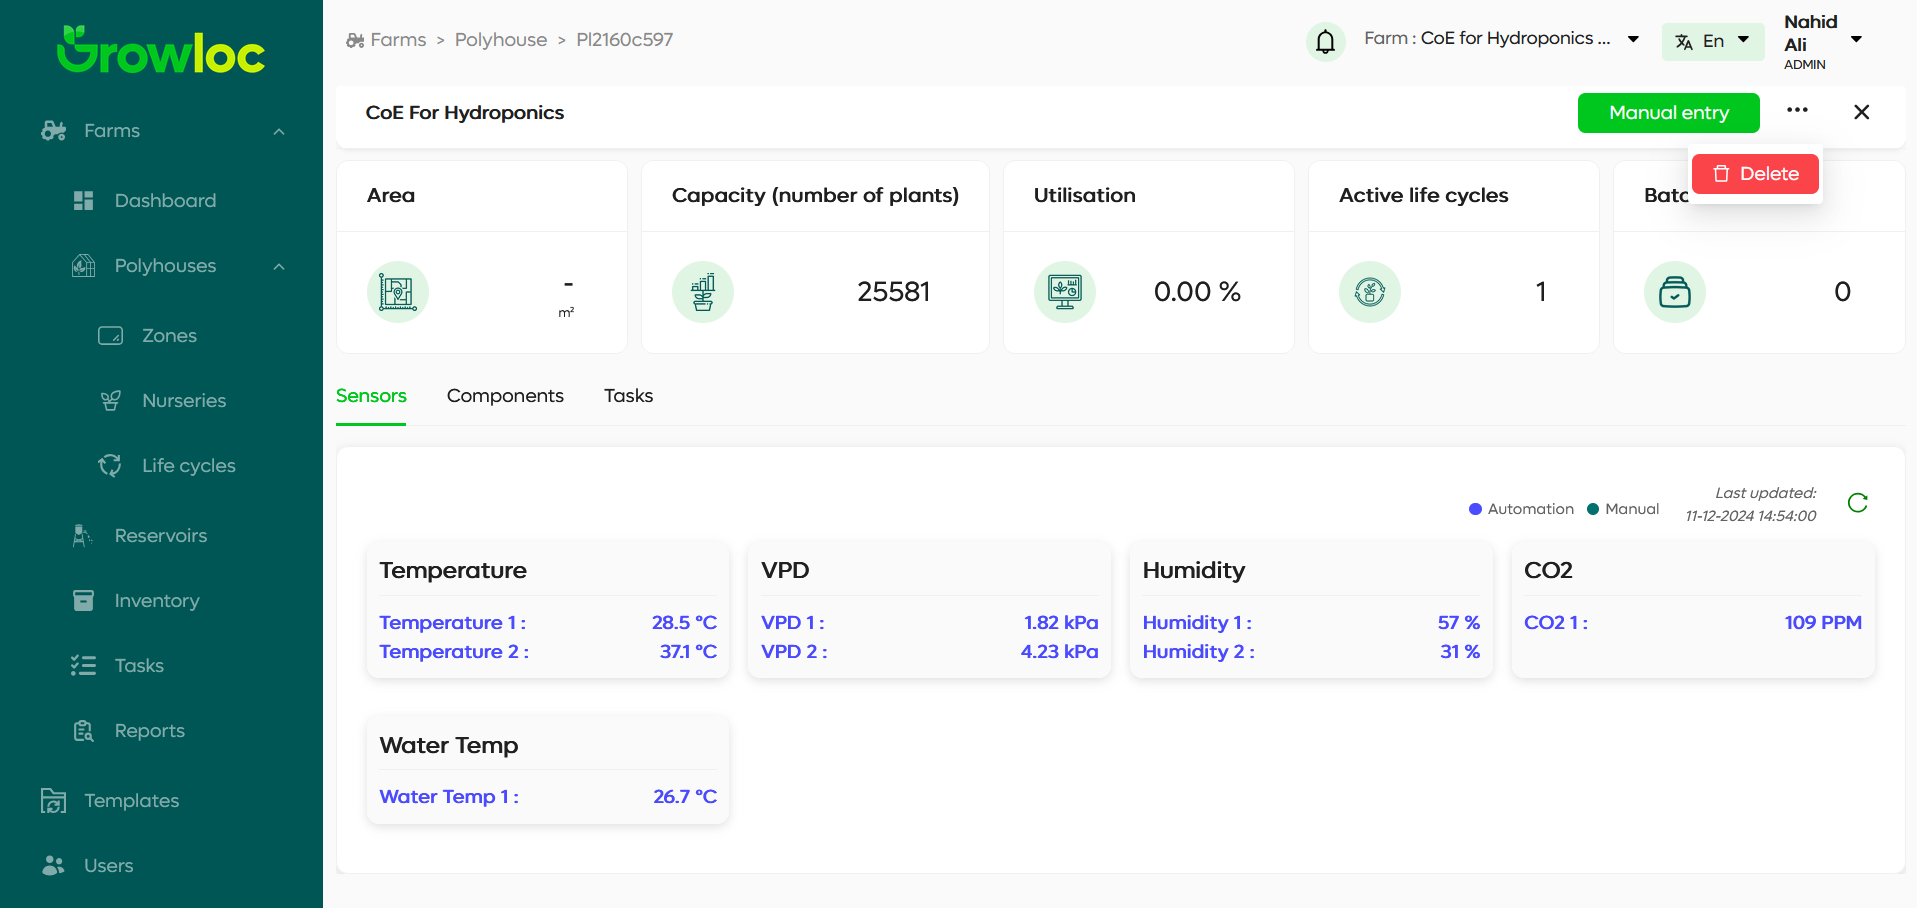 Growloc
Farms
Dashboard
Polyhouses
Zones
Nurseries
Life cycles
Reservoirs
Inventory
Tasks
Reports
Templates
Users
Farms > Polyhouse > Pl2160c597
Farm : CoE for Hydroponics ...
En
Nahid
Ali
ADMIN
CoE For Hydroponics
Manual entry
Delete
Area
-
m²
Capacity (number of plants)
25581
Utilisation
0.00 %
Active life cycles
1
Batc
0
Sensors Components Tasks
Automation Manual
Last updated:
11-12-2024 14:54:00
Temperature
Temperature 1 : 28.5 °C
Temperature 2 : 37.1 °C
VPD
VPD 1 : 1.82 kPa
VPD 2 : 4.23 kPa
Humidity
Humidity 1 : 57 %
Humidity 2 : 31 %
CO2
CO2 1 : 109 PPM
Water Temp
Water Temp 1 : 26.7 °C